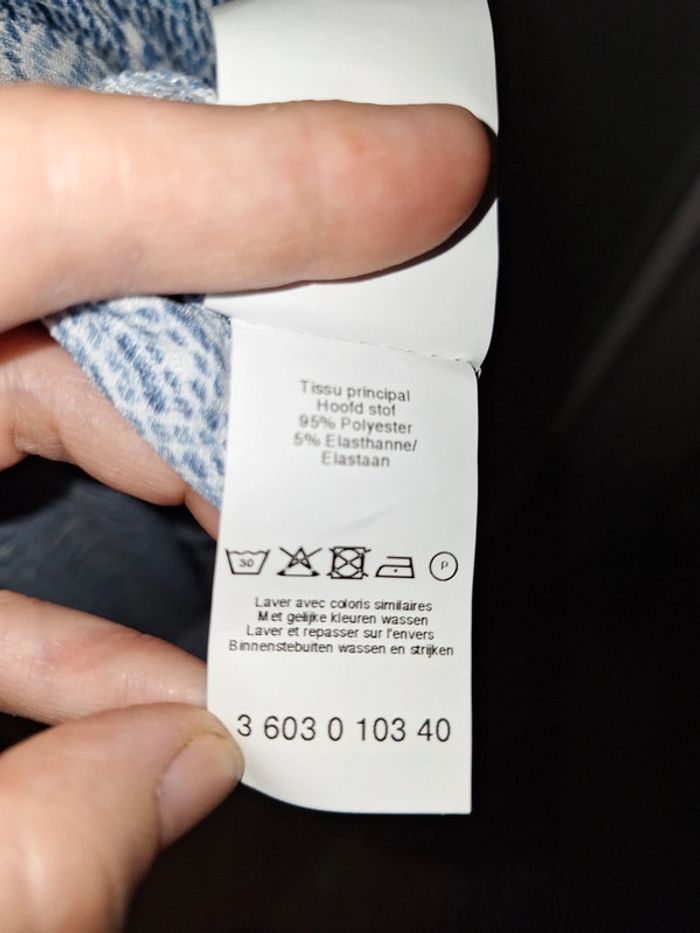 Tissu principal
Hoofd stof
95% Polyester
5% Elasthanne/
Elastaan
30 P
Laver avec coloris similaires
Met gelijke kleuren wassen
Laver et repasser sur l'envers
Binnenstebuiten wassen en strijken
3 603 0 103 40